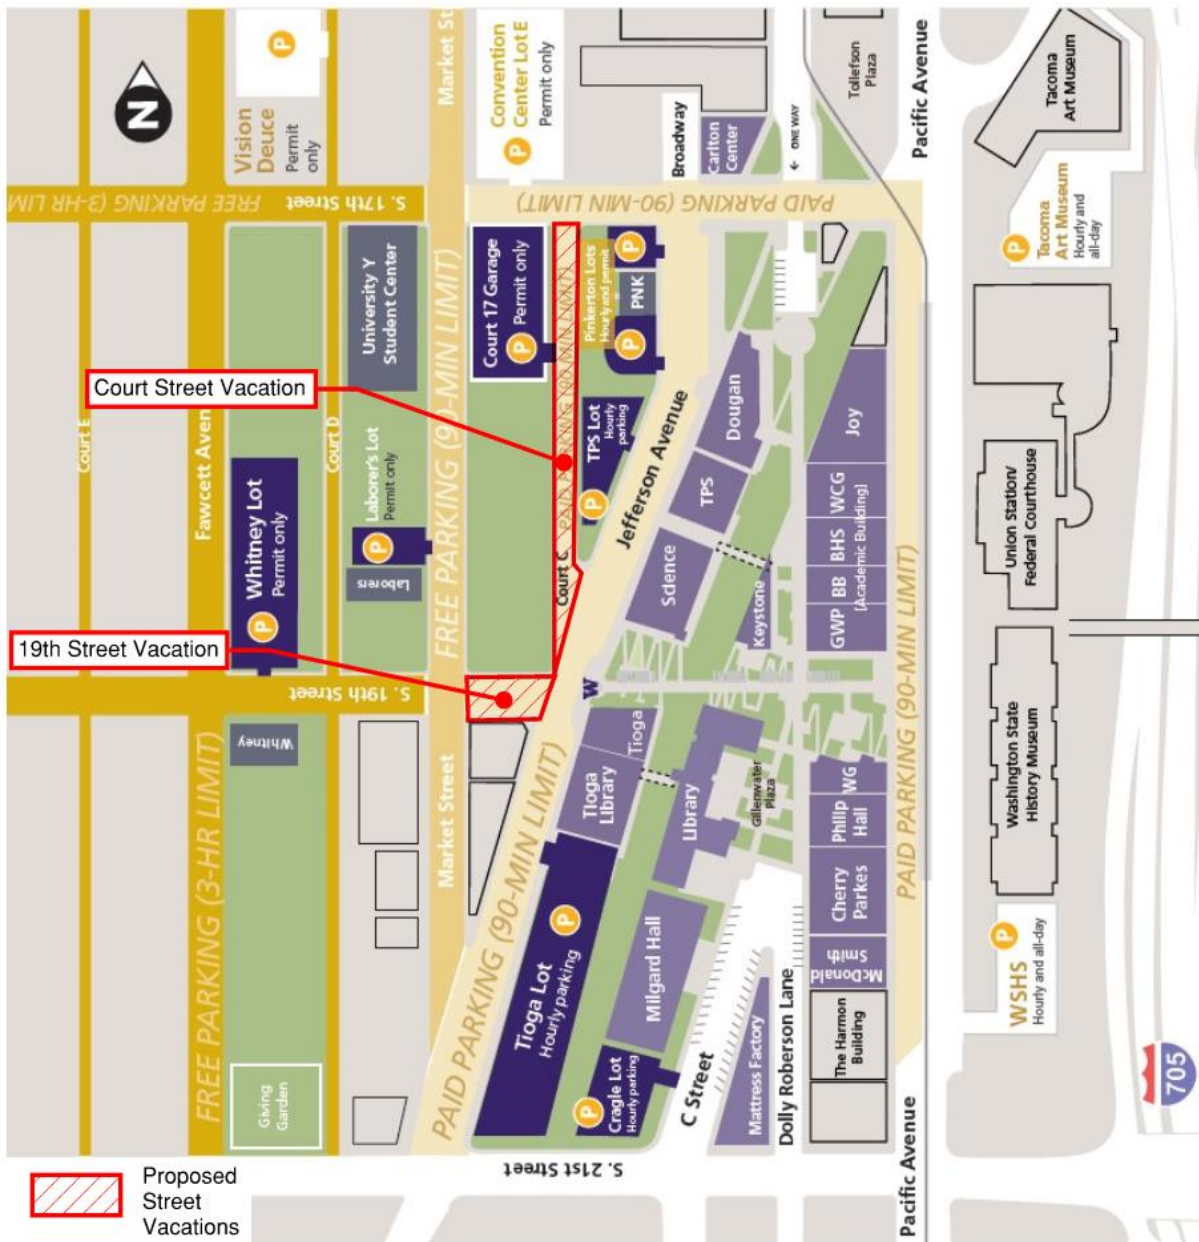 N
Vision
Deuce
Permit
only
Market St
Convention
Center Lot E
Permit only
P
P
Broadway
Carlton
Center
← ONE WAY
Tollefson
Plaza
Pacific Avenue
Tacoma
Art Museum
P
Tacoma
Art Museum
Hourly and
all-day
FREE PARKING (3-HR LIM
S. 17th Street
PAID PARKING (90-MIN LIMIT)
University Y
Student Center
FREE PARKING (90-MIN LIMIT)
Court 17 Garage
Permit only
P
PAID PARKING (90-MIN LIMIT)
Pinkerton Lots
Hourly and permit
P
PNK
P
Court Street Vacation
Court E
Fawcett Aven
Court D
Whitney Lot
Permit only
P
Laborer's Lot
Permit only
P
Laborers
TPS Lot
Hourly
parking
P
Court C
Jefferson Avenue
Dougan
TPS
Science
Keystone
Joy
WCG
BHS
BB
GWP
[Academic Building]
Union Station/
Federal Courthouse
19th Street Vacation
S. 19th Street
W
Whitney
FREE PARKING (3-HR LIMIT)
Market Street
PAID PARKING (90-MIN LIMIT)
Tioga
Tioga
Library
Library
Gillenwater
Plaza
WG
Philip
Hall
Cherry
Parkes
McDonald
Smith
PAID PARKING (90-MIN LIMIT)
Washington State
History Museum
P
WSHS
Hourly and all-day
Tioga Lot
Hourly parking
P
Milgard Hall
Cragle Lot
Hourly parking
P
C Street
Mattress Factory
Dolly Roberson Lane
The Harmon
Building
Giving
Garden
S. 21st Street
Pacific Avenue
705
Proposed
Street
Vacations